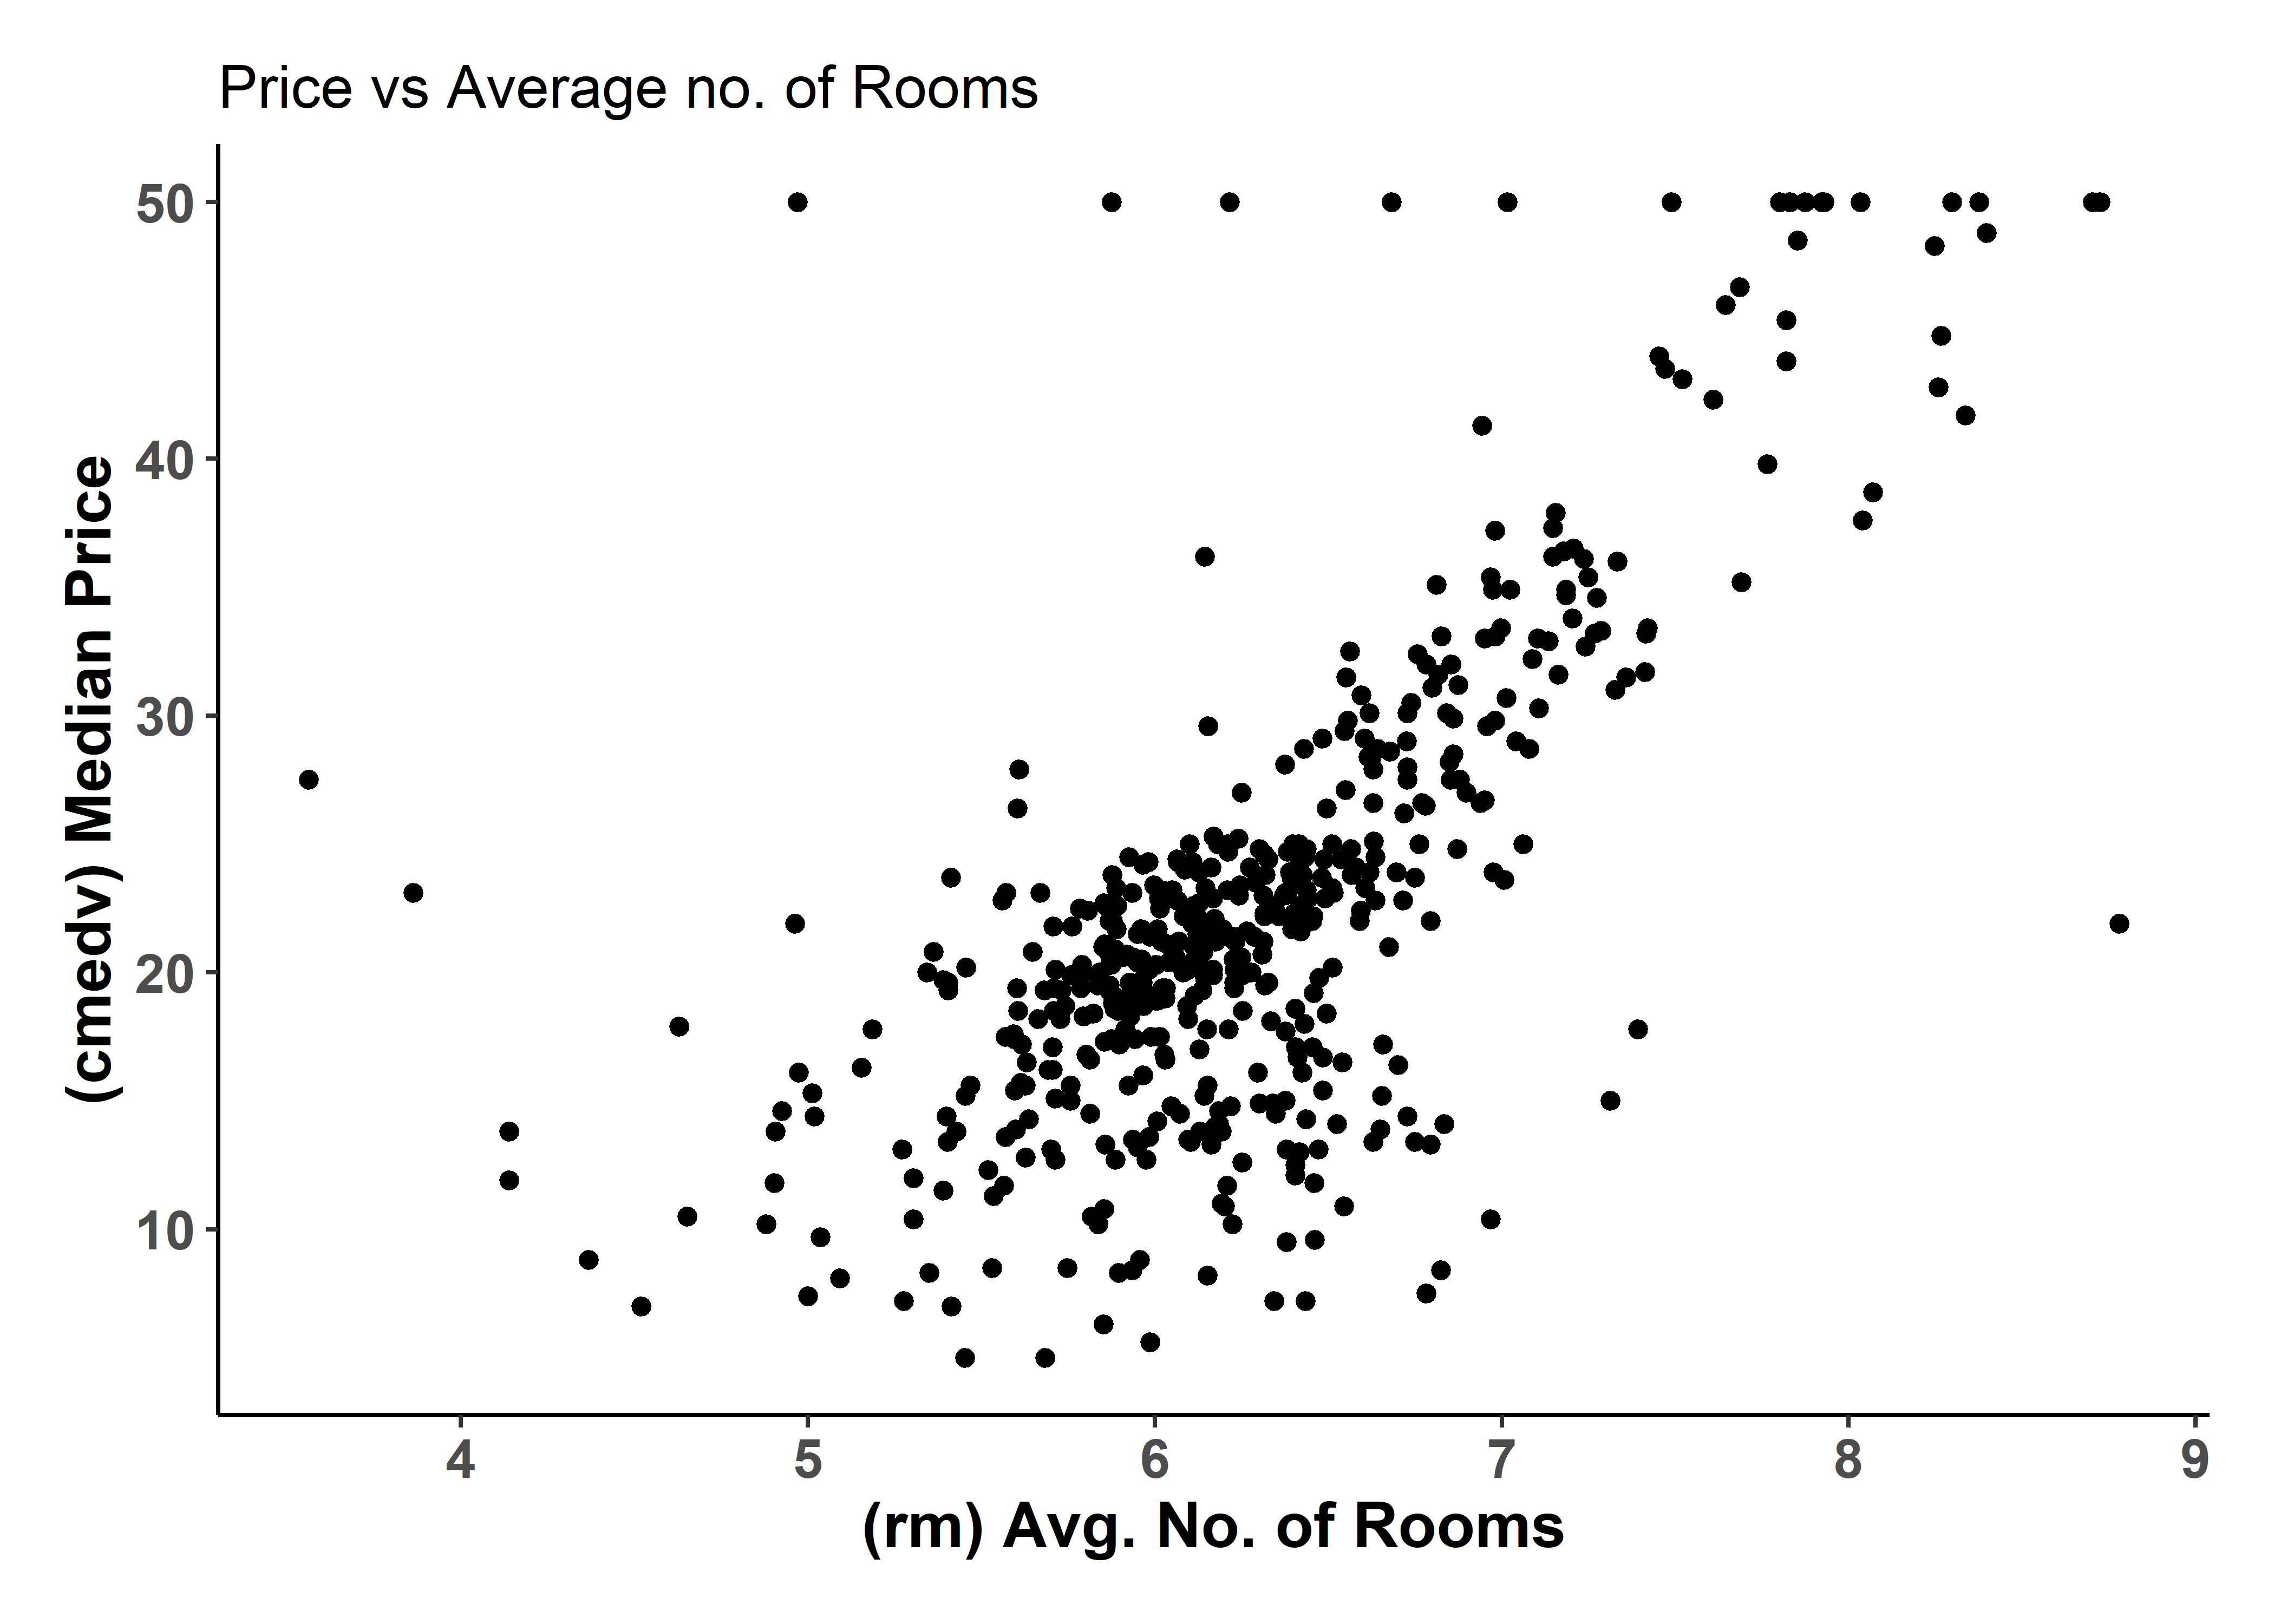 Price vs Average no. of Rooms
50
40
30
20
10
(cmedv) Median Price
4 5 6 7 8 9
(rm) Avg. No. of Rooms